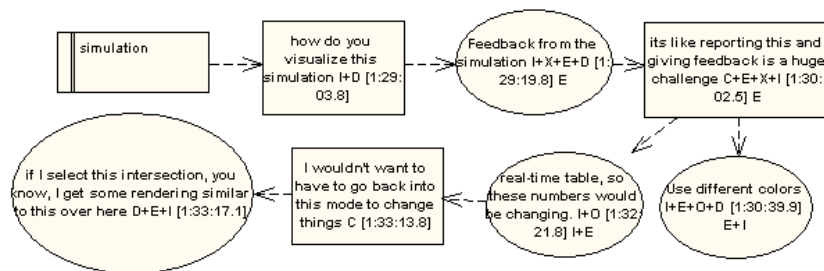 simulation
how do you
visualize this
simulation I+D [1:29:
03.8]
Feedback from the
simulation I+X+E+D [1:
29:19.8] E
its like reporting this and
giving feedback is a huge
challenge C+E+X+I [1:30:
02.5] E
if I select this intersection, you
know, I get some rendering similar
to this over here D+E+I [1:33:17.1]
I wouldn't want to
have to go back into
this mode to change
things C [1:33:13.8]
real-time table, so
these numbers would
be changing. I+O [1:32:
21.8] I+E
Use different colors
I+E+O+D [1:30:39.9]
E+I